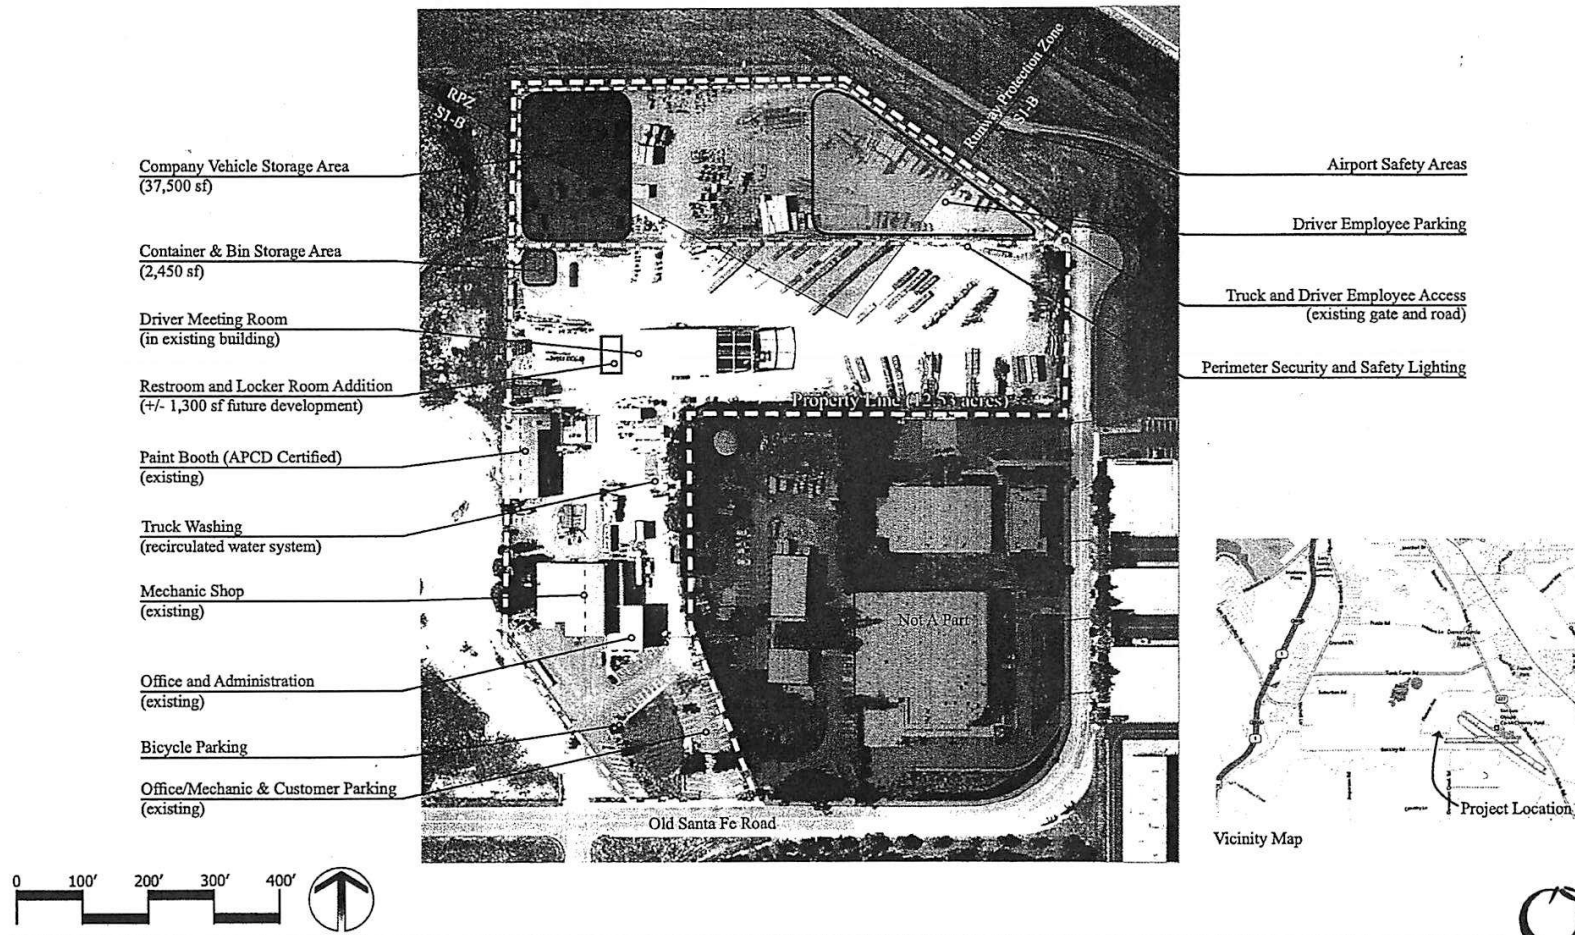 RPZ
S1-B
Runway Protection Zone
S1-B
Company Vehicle Storage Area
(37,500 sf)
Container & Bin Storage Area
(2,450 sf)
Driver Meeting Room
(in existing building)
Restroom and Locker Room Addition
(+/- 1,300 sf future development)
Paint Booth (APCD Certified)
(existing)
Truck Washing
(recirculated water system)
Mechanic Shop
(existing)
Office and Administration
(existing)
Bicycle Parking
Office/Mechanic & Customer Parking
(existing)
Airport Safety Areas
Driver Employee Parking
Truck and Driver Employee Access
(existing gate and road)
Perimeter Security and Safety Lighting
Property Line (12.53 acres)
Not A Part
Old Santa Fe Road
Project Location
Vicinity Map
0 100' 200' 300' 400'